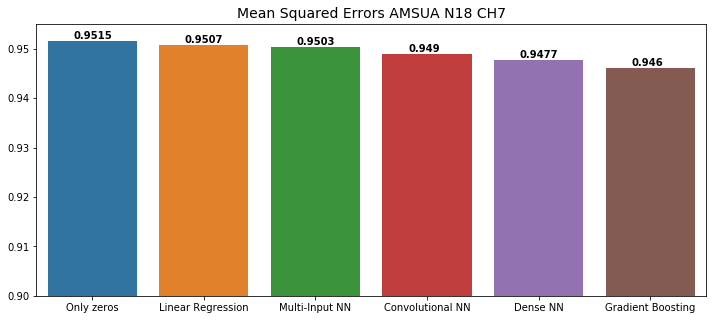 Mean Squared Errors AMSUA N18 CH7
0.95
0.94
0.93
0.92
0.91
0.90
0.9515
0.9507
0.9503
0.949
0.9477
0.946
Only zeros
Linear Regression
Multi-Input NN
Convolutional NN
Dense NN
Gradient Boosting